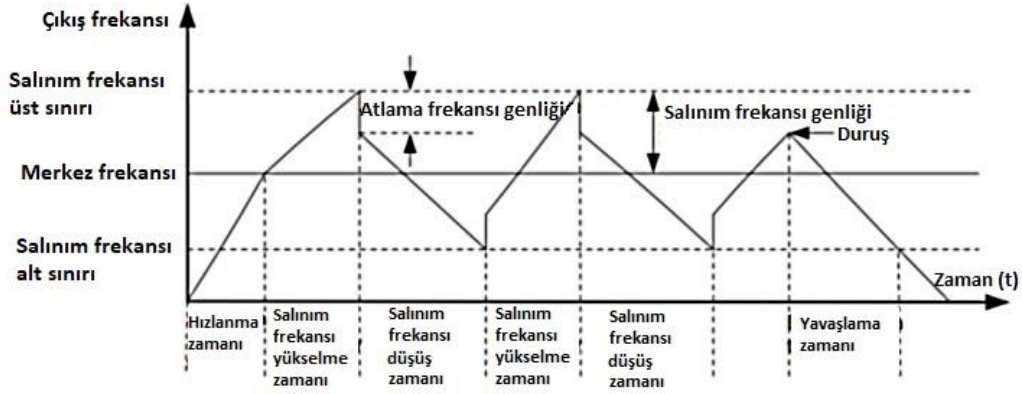 Çıkış frekansı
Salınım frekansı
üst sınırı
Atlama frekansı genliği
Salınım frekansı genliği
Duruş
Merkez frekansı
Salınım frekansı
alt sınırı
Zaman (t)
Hızlanma
zamanı
Salınım
frekansı
yükselme
zamanı
Salınım
frekansı
düşüş
zamanı
Salınım
frekansı
yükselme
zamanı
Salınım
frekansı
düşüş
zamanı
Yavaşlama
zamanı